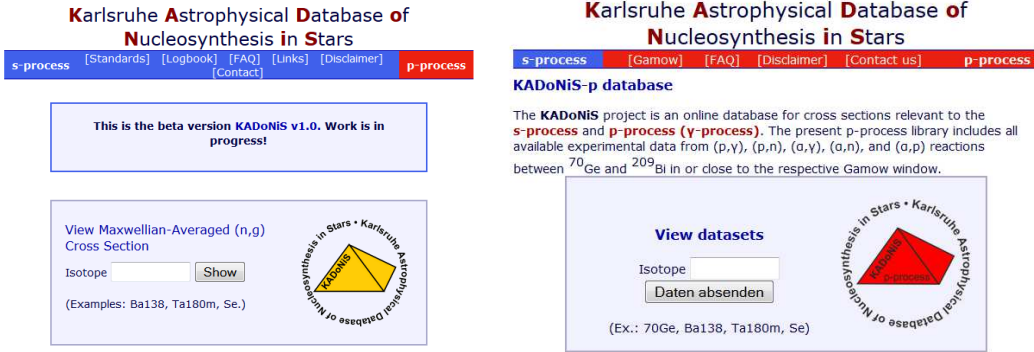 Karlsruhe Astrophysical Database of
Nucleosynthesis in Stars
s-process [Standards] [Logbook] [FAQ] [Links] [Disclaimer] p-process
[Contact]
This is the beta version KADoNiS v1.0. Work is in
progress!
View Maxwellian-Averaged (n,g)
Cross Section
Isotope Show
(Examples: Ba138, Ta180m, Se.)
KADoNiS
Karlsruhe Astrophysical Database of Nucleosynthesis in Stars •
Karlsruhe Astrophysical Database of
Nucleosynthesis in Stars
s-process [Gamow] [FAQ] [Disclaimer] [Contact us] p-process
KADoNiS-p database
The KADoNiS project is an online database for cross sections relevant to the
s-process and p-process (γ-process). The present p-process library includes all
available experimental data from (p,γ), (p,n), (α,γ), (α,n), and (α,p) reactions
between 70Ge and 209Bi in or close to the respective Gamow window.
View datasets
Isotope
Daten absenden
(Ex.: 70Ge, Ba138, Ta180m, Se)
KADoNiS
p-process
Karlsruhe Astrophysical Database of Nucleosynthesis in Stars •